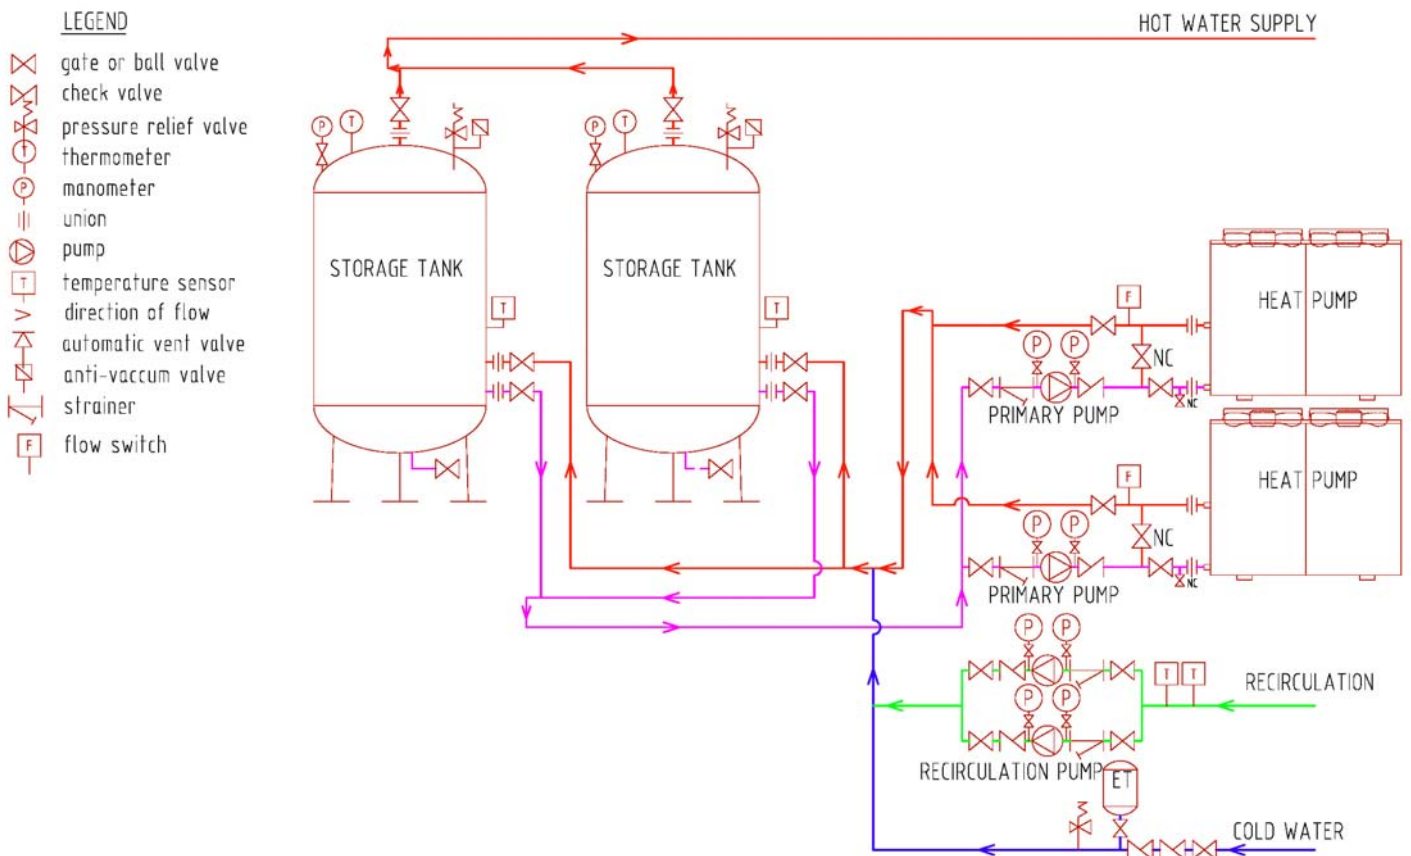 LEGEND
gate or ball valve
check valve
pressure relief valve
T thermometer
P manometer
union
pump
T temperature sensor
direction of flow
automatic vent valve
anti-vaccum valve
strainer
F flow switch
HOT WATER SUPPLY
P T
P T
STORAGE TANK
STORAGE TANK
T
T
HEAT PUMP
F
P P
NC
NC
PRIMARY PUMP
HEAT PUMP
F
P P
NC
NC
PRIMARY PUMP
P P
P P
T T
RECIRCULATION
RECIRCULATION PUMP
ET
COLD WATER